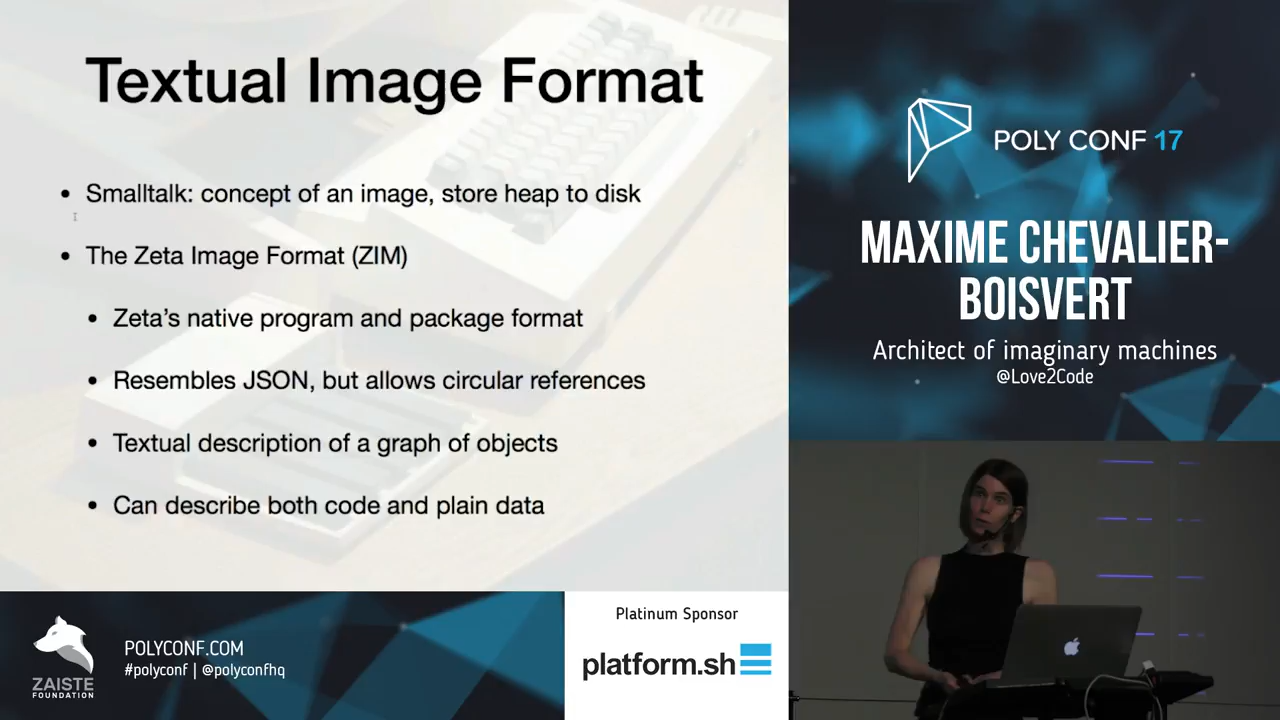 Textual Image Format
• Smalltalk: concept of an image, store heap to disk
• The Zeta Image Format (ZIM)
• Zeta's native program and package format
• Resembles JSON, but allows circular references
• Textual description of a graph of objects
• Can describe both code and plain data
POLY CONF 17
MAXIME CHEVALIER-
BOISVERT
Architect of imaginary machines
@Love2Code
ZAISTE
FOUNDATION
POLYCONF.COM
#polyconf | @polyconfhq
Platinum Sponsor
platform.sh